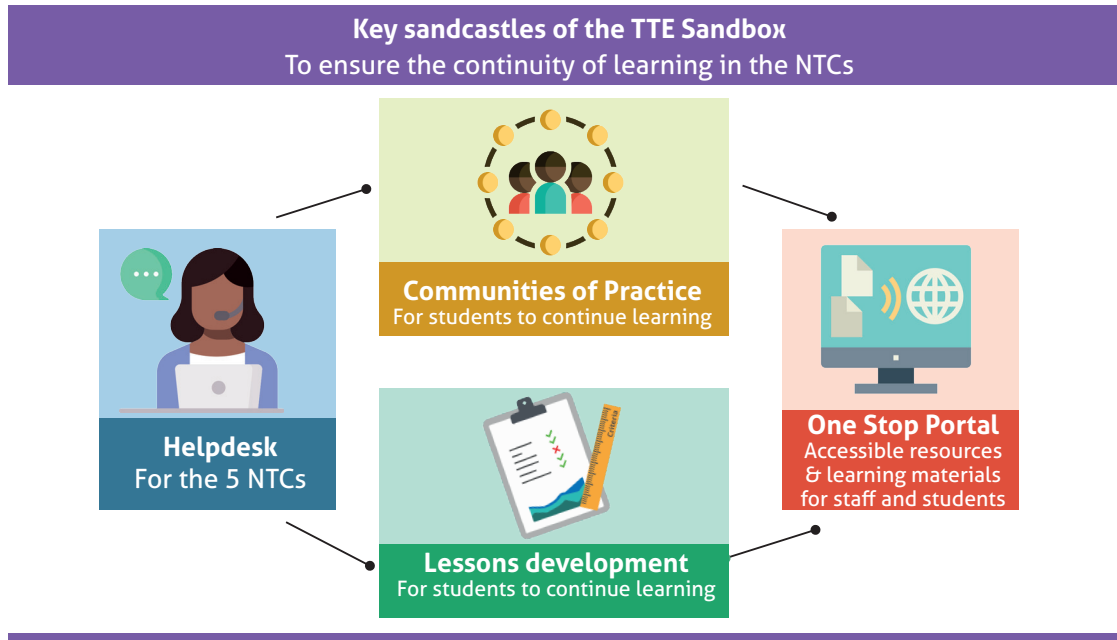 Key sandcastles of the TTE Sandbox
To ensure the continuity of learning in the NTCs
Communities of Practice
For students to continue learning
Helpdesk
For the 5 NTCs
Criteria
Lessons development
For students to continue learning
One Stop Portal
Accessible resources
& learning materials
for staff and students